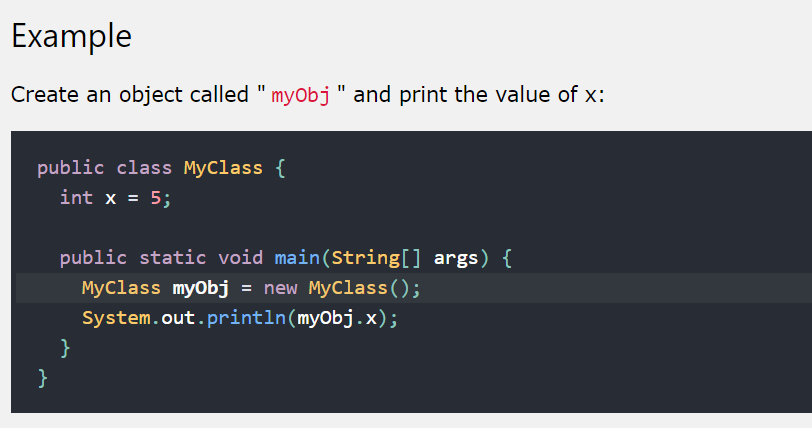 Example
Create an object called "myObj" and print the value of x:
public class MyClass {
  int x = 5;

  public static void main(String[] args) {
    MyClass myObj = new MyClass();
    System.out.println(myObj.x);
  }
}